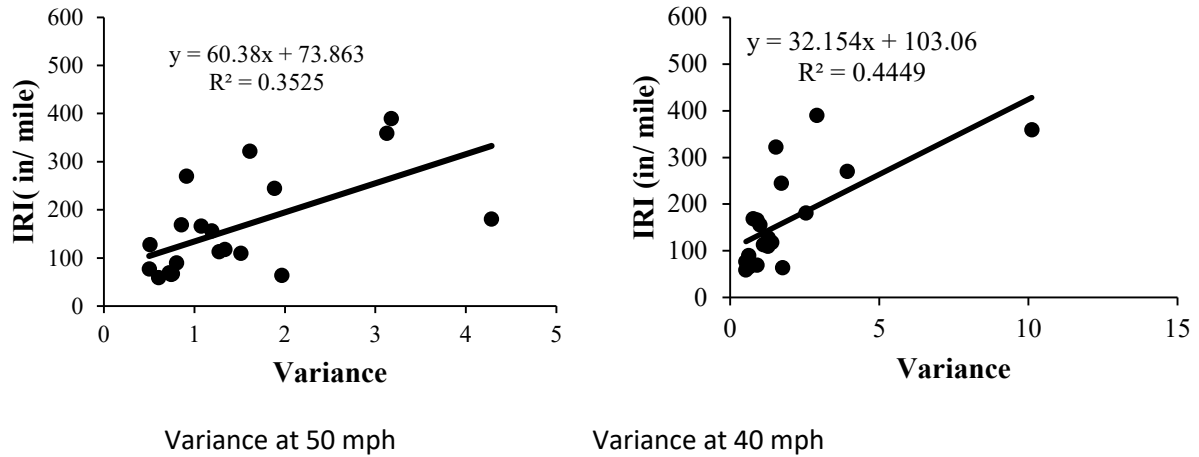 IRI( in/ mile)
600
500
400
300
200
100
0
y = 60.38x + 73.863
R² = 0.3525
0 1 2 3 4 5
Variance
Variance at 50 mph
IRI (in/ mile)
600
500
400
300
200
100
0
y = 32.154x + 103.06
R² = 0.4449
0 5 10 15
Variance
Variance at 40 mph